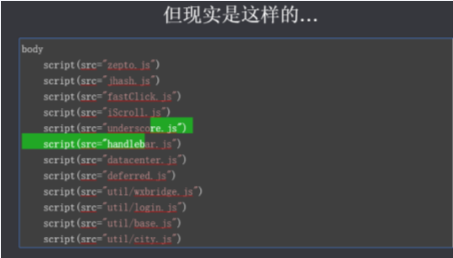 但现实是这样的...
body
script(src="zepto.js")
script(src="jhash.js")
script(src="fastClick.js")
script(src="iScroll.js")
script(src="underscore.js")
script(src="handlebar.js")
script(src="datacenter.js")
script(src="deferred.js")
script(src="util/wxbridge.js")
script(src="util/login.js")
script(src="util/base.js")
script(src="util/city.js")